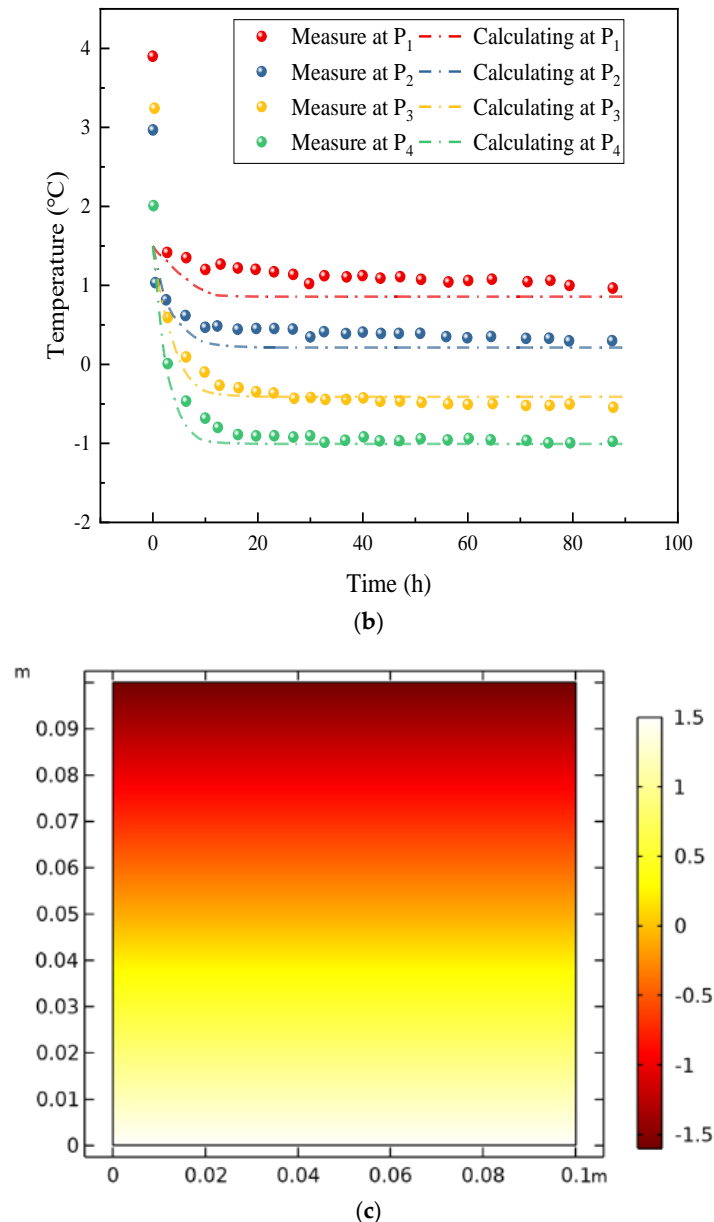 4
3
2
1
0
-1
-2
Temperature (°C)
Measure at P₁ Calculating at P₁
Measure at P₂ Calculating at P₂
Measure at P₃ Calculating at P₃
Measure at P₄ Calculating at P₄
0 20 40 60 80 100
Time (h)
(b)
m
0.09
0.08
0.07
0.06
0.05
0.04
0.03
0.02
0.01
0
0 0.02 0.04 0.06 0.08 0.1m
1.5
1
0.5
0
-0.5
-1
-1.5
(c)